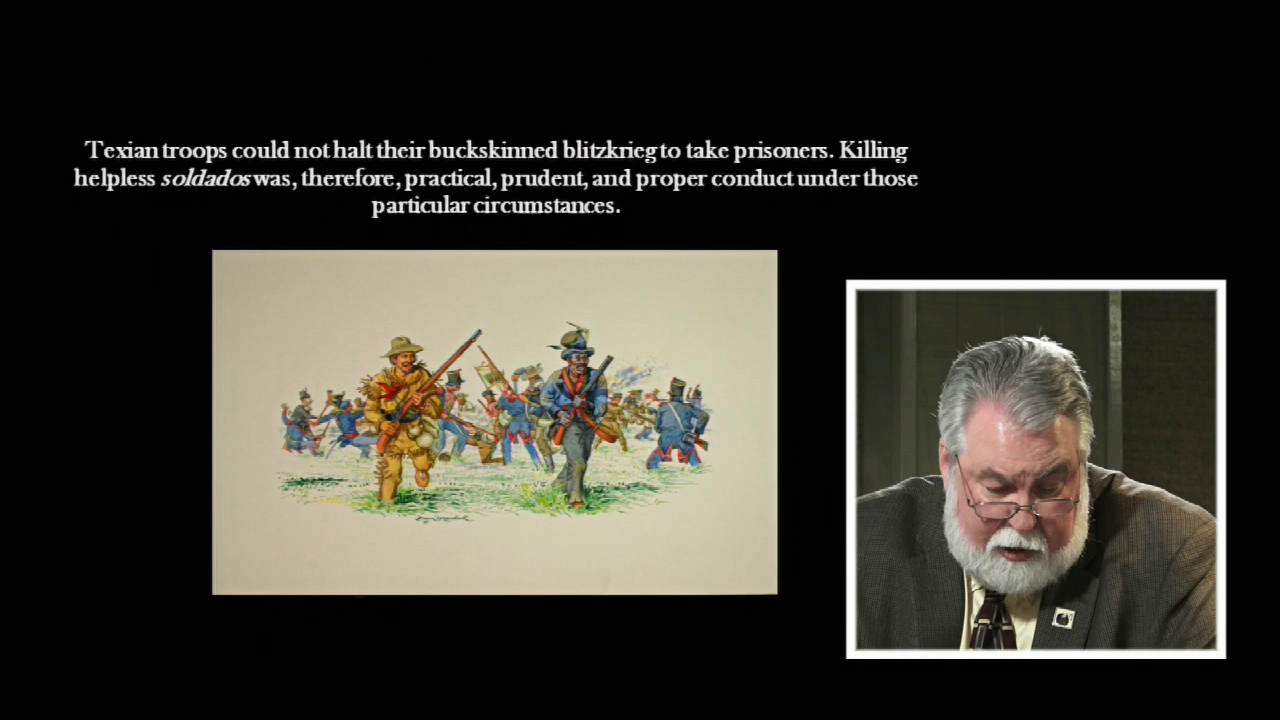 Texian troops could not halt their buckskinned blitzkrieg to take prisoners. Killing
helpless soldados was, therefore, practical, prudent, and proper conduct under those
particular circumstances.